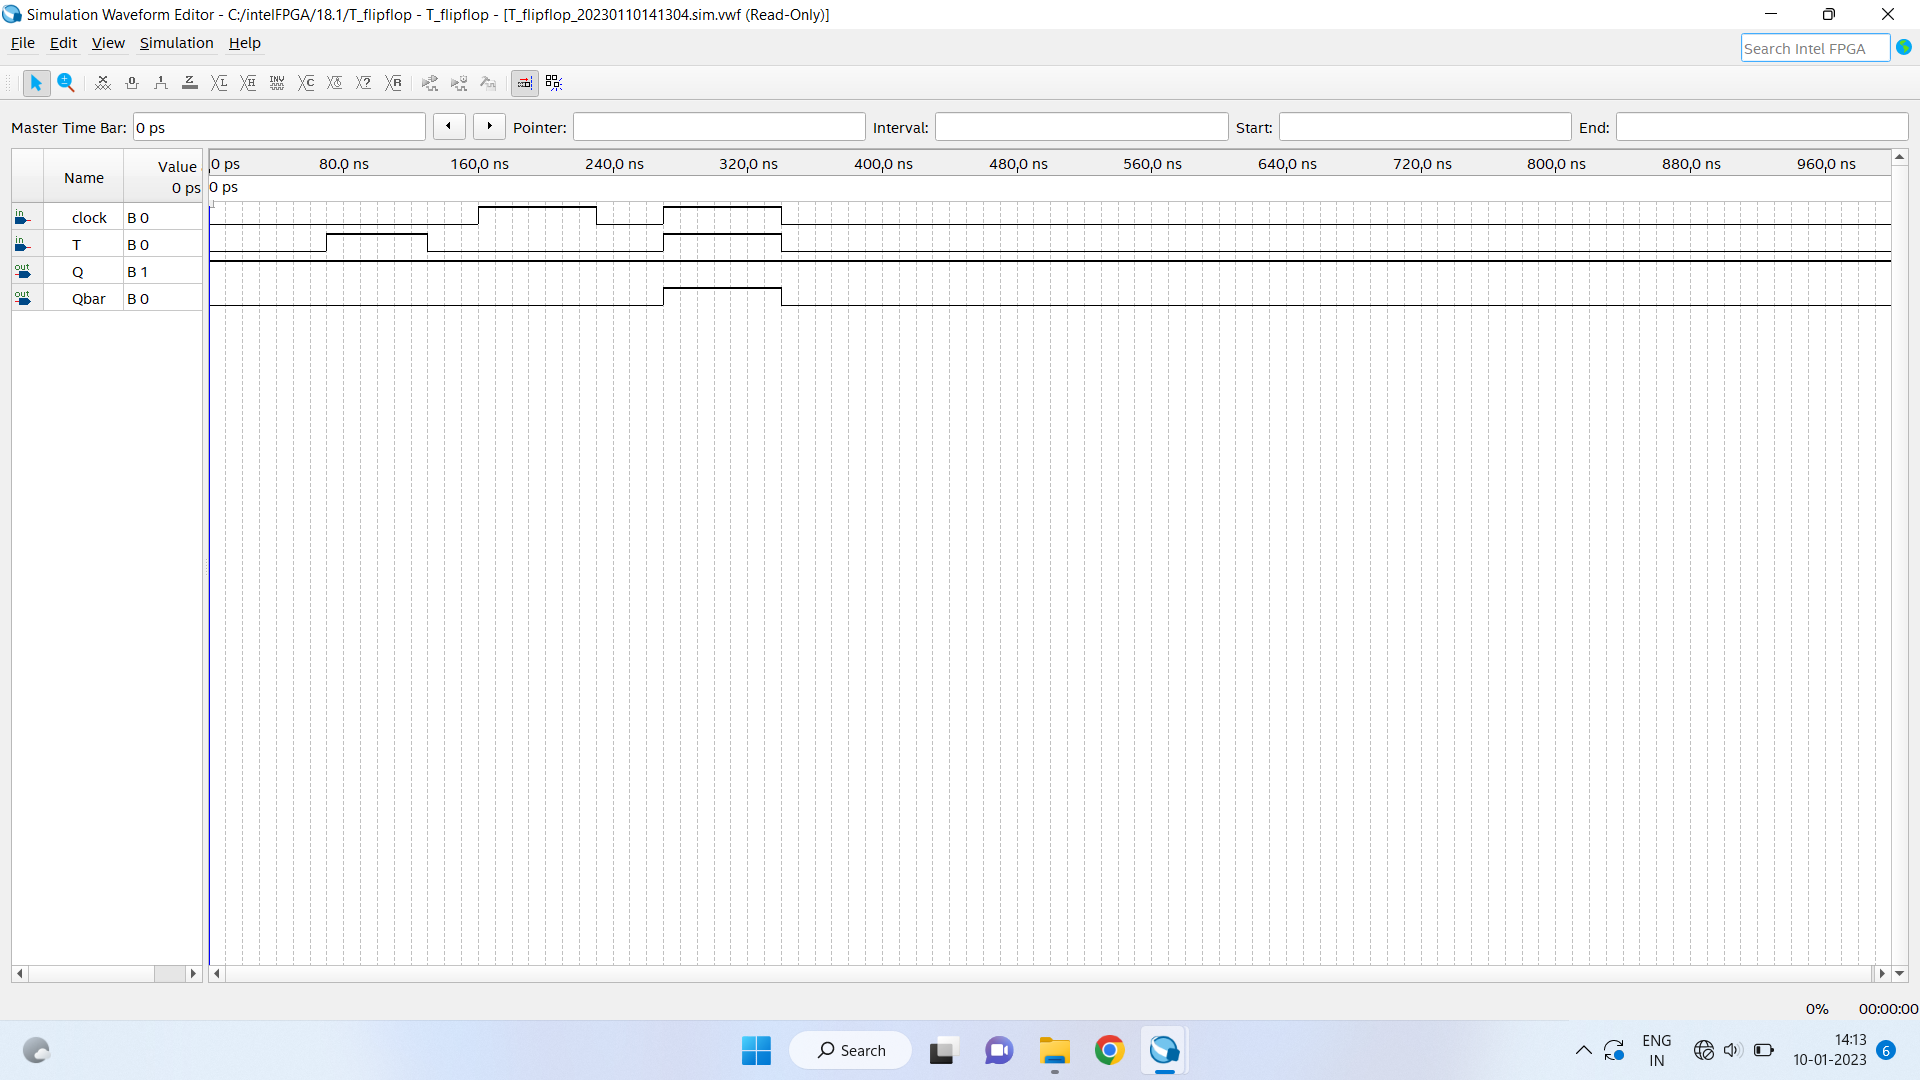 Simulation Waveform Editor - C:/intelFPGA/18.1/T_flipflop - T_flipflop - [T_flipflop_20230110141304.sim.vwf (Read-Only)]
File Edit View Simulation Help
Search Intel FPGA
Master Time Bar: 0 ps Pointer: Interval: Start: End:
Name Value 0 ps 80.0 ns 160.0 ns 240.0 ns 320.0 ns 400.0 ns 480.0 ns 560.0 ns 640.0 ns 720.0 ns 800.0 ns 880.0 ns 960.0 ns
0 ps 0 ps
in clock B 0
in T B 0
out Q B 1
out Qbar B 0
0% 00:00:00
Search
ENG
IN
14:13
10-01-2023
6